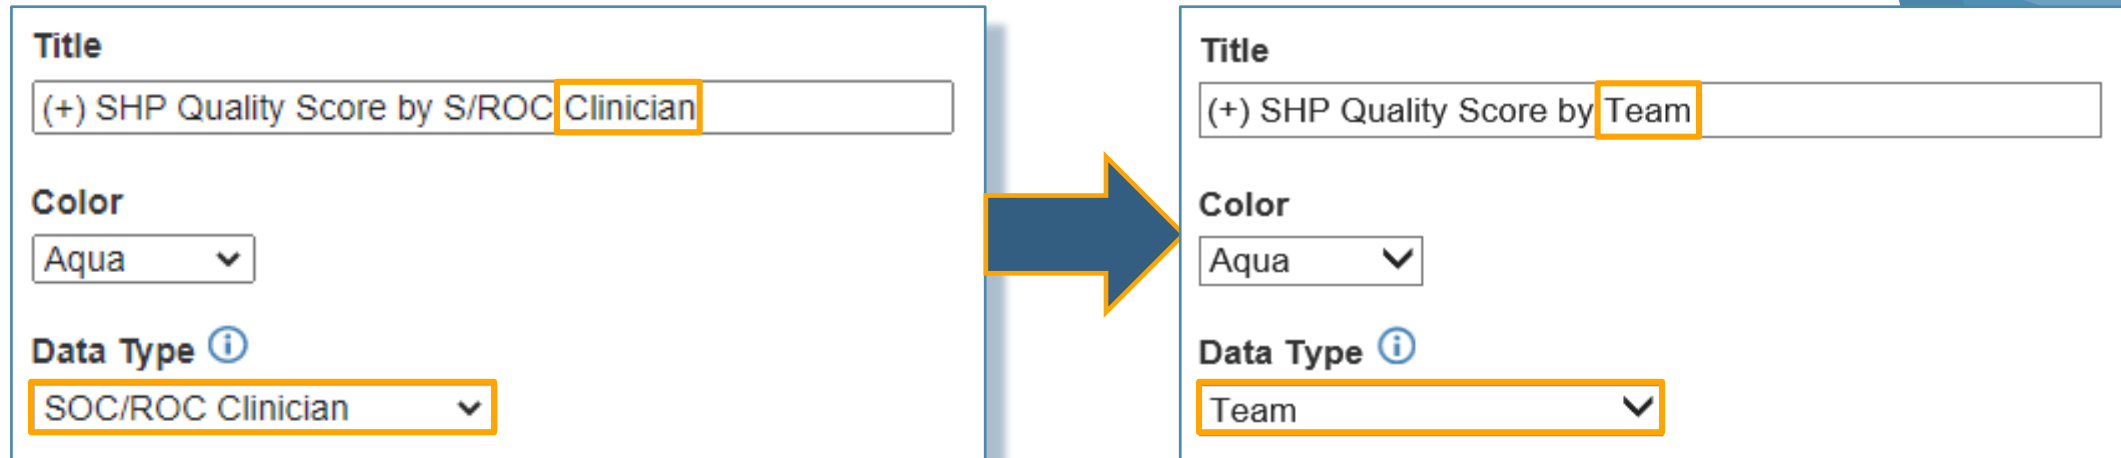 Title
(+) SHP Quality Score by S/ROC Clinician
Color
Aqua
Data Type
SOC/ROC Clinician
Title
(+) SHP Quality Score by Team
Color
Aqua
Data Type
Team